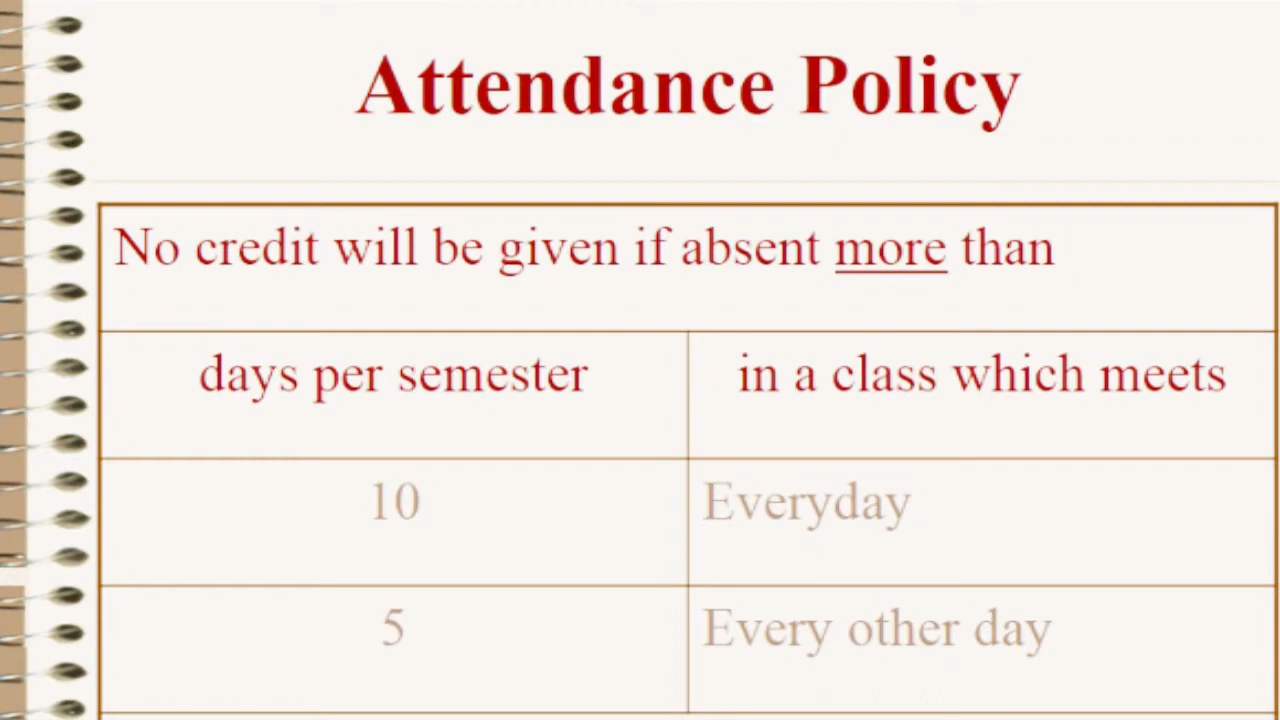 Attendance Policy
No credit will be given if absent more than
days per semester
in a class which meets
10
Everyday
5
Every other day